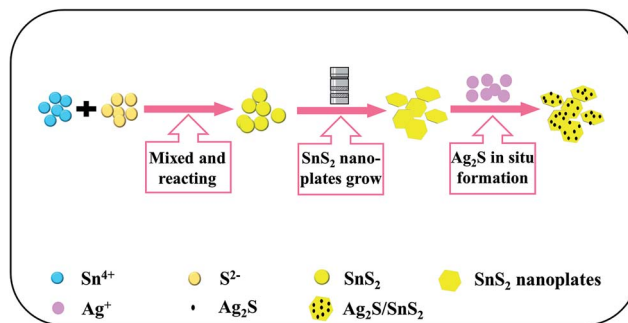 Mixed and
reacting
SnS₂ nano-
plates grow
Ag₂S in situ
formation
Sn⁴⁺
S²⁻
SnS₂
SnS₂ nanoplates
Ag⁺
Ag₂S
Ag₂S/SnS₂